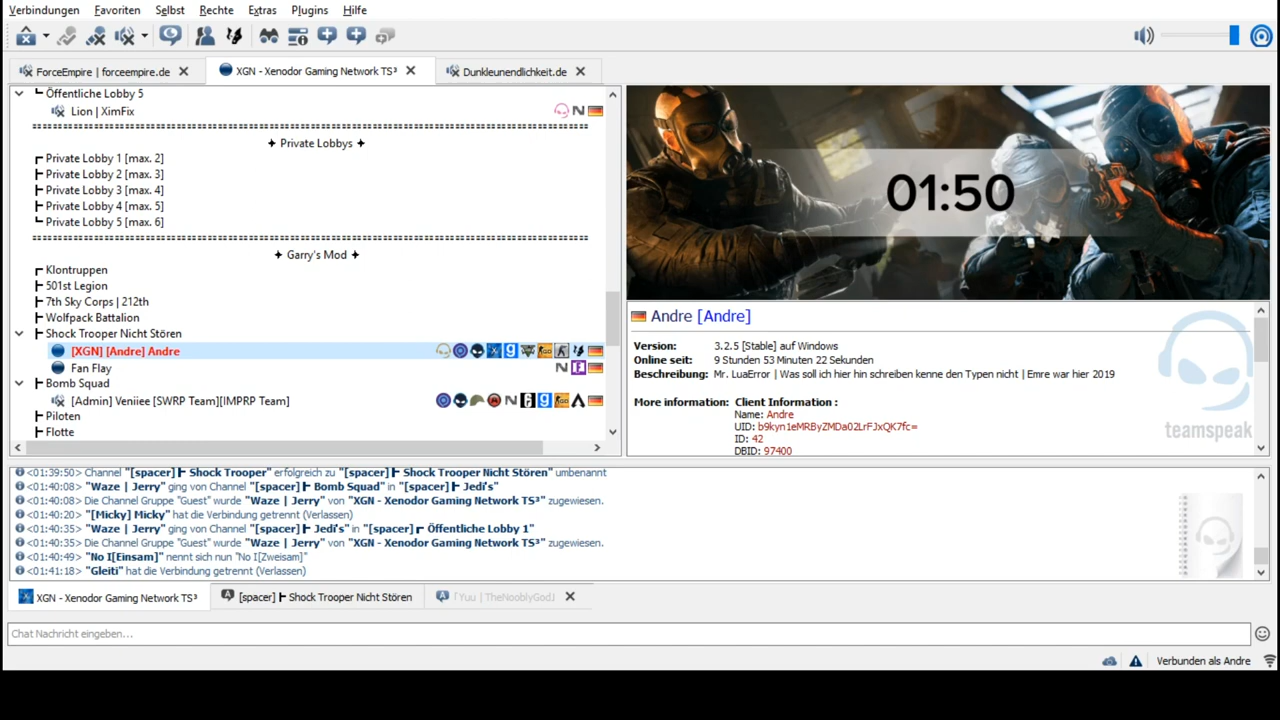 Verbindungen Favoriten Selbst Rechte Extras Plugins Hilfe
ForceEmpire | forceempire.de
XGN - Xenodor Gaming Network TS³
Dunkleunendlichkeit.de
Öffentliche Lobby 5
Lion | XimFix
✦ Private Lobbys ✦
Private Lobby 1 [max. 2]
Private Lobby 2 [max. 3]
Private Lobby 3 [max. 4]
Private Lobby 4 [max. 5]
Private Lobby 5 [max. 6]
✦ Garry's Mod ✦
Klontruppen
501st Legion
7th Sky Corps | 212th
Wolfpack Battalion
Shock Trooper Nicht Stören
[XGN] [Andre] Andre
Fan Flay
Bomb Squad
[Admin] Veniiee [SWRP Team][IMPRP Team]
Piloten
Flotte
01:50
Andre [Andre]
Version: 3.2.5 [Stable] auf Windows
Online seit: 9 Stunden 53 Minuten 22 Sekunden
Beschreibung: Mr. LuaError | Was soll ich hier hin schreiben kenne den Typen nicht | Emre war hier 2019
More information: Client Information :
Name: Andre
UID: b9kyn1eMRByZMDa02LrFJxQK7fc=
ID: 42
DBID: 97400
teamspeak
<01:39:50> Channel "[spacer]┣ Shock Trooper" erfolgreich zu "[spacer]┣ Shock Trooper Nicht Stören" umbenannt
<01:40:08> "Waze | Jerry" ging von Channel "[spacer]┣ Bomb Squad" in "[spacer]┣ Jedi's"
<01:40:08> Die Channel Gruppe "Guest" wurde "Waze | Jerry" von "XGN - Xenodor Gaming Network TS³" zugewiesen.
<01:40:20> "[Micky] Micky" hat die Verbindung getrennt (Verlassen)
<01:40:35> "Waze | Jerry" ging von Channel "[spacer]┣ Jedi's" in "[spacer]┏ Öffentliche Lobby 1"
<01:40:35> Die Channel Gruppe "Guest" wurde "Waze | Jerry" von "XGN - Xenodor Gaming Network TS³" zugewiesen.
<01:40:49> "No I[Einsam]" nennt sich nun "No I[Zweisam]"
<01:41:18> "Gleiti" hat die Verbindung getrennt (Verlassen)
XGN - Xenodor Gaming Network TS³
[spacer]┣ Shock Trooper Nicht Stören
「Yuu | TheNooblyGod」
Chat Nachricht eingeben...
Verbunden als Andre